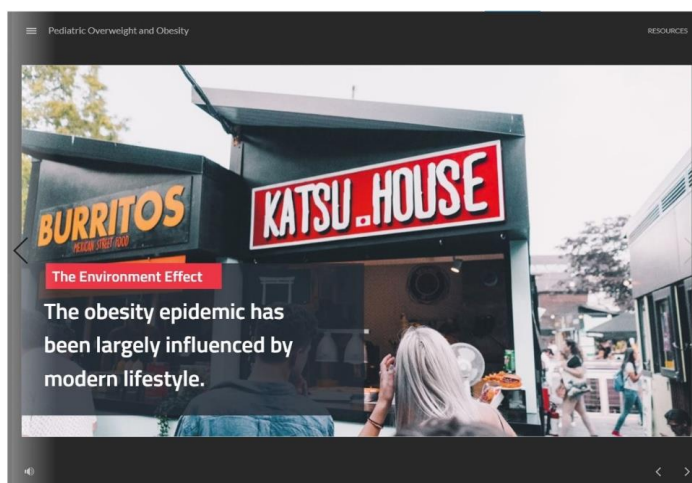 Pediatric Overweight and Obesity
RESOURCES
BURRITOS
MEXICAN STREET FOOD
KATSU.HOUSE
The Environment Effect
The obesity epidemic has
been largely influenced by
modern lifestyle.